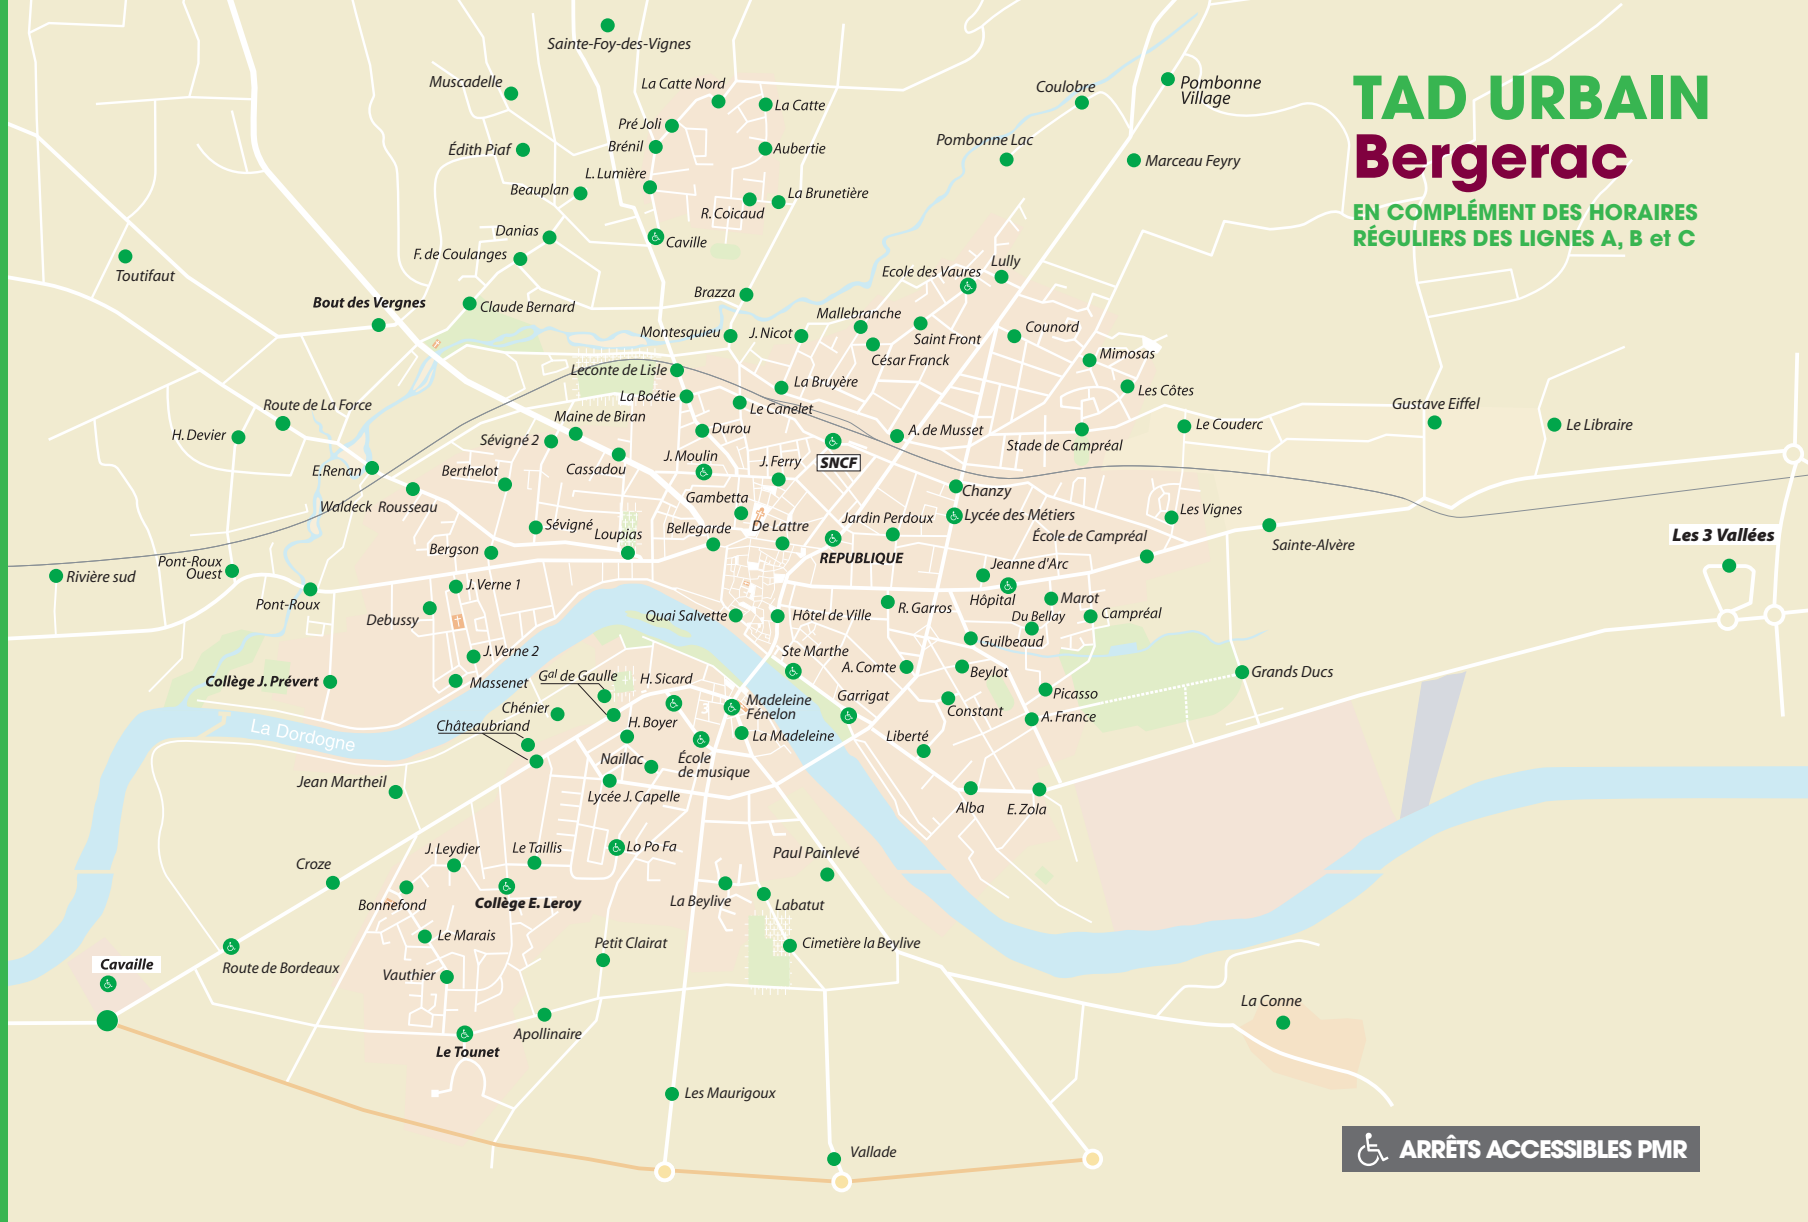 Sainte-Foy-des-Vignes
Muscadelle
La Catte Nord
La Catte
Coulobre
Pombonne
Village
TAD URBAIN
Bergerac
EN COMPLÉMENT DES HORAIRES
RÉGULIERS DES LIGNES A, B et C
Pré Joli
Brénil
Aubertie
Édith Piaf
Pombonne Lac
Marceau Feyry
L. Lumière
Beauplan
La Brunetière
R. Coicaud
Danias
Caville
F. de Coulanges
Toutifaut
Ecole des Vaures
Lully
Bout des Vergnes
Claude Bernard
Brazza
Mallebranche
Montesquieu
J. Nicot
Saint Front
Counord
César Franck
Mimosas
Leconte de Lisle
La Bruyère
Les Côtes
La Boétie
Le Canelet
Route de La Force
Maine de Biran
Gustave Eiffel
Le Couderc
Le Libraire
H. Devier
Sévigné 2
Durou
A. de Musset
Stade de Campréal
E.Renan
Berthelot
Cassadou
J. Moulin
J. Ferry
SNCF
Waldeck Rousseau
Gambetta
Chanzy
Les Vignes
Sévigné
Loupias
Bellegarde
De Lattre
Jardin Perdoux
Lycée des Métiers
École de Campréal
Sainte-Alvère
Les 3 Vallées
Bergson
REPUBLIQUE
Pont-Roux
Ouest
Rivière sud
Jeanne d'Arc
J. Verne 1
Hôpital
Marot
Pont-Roux
Debussy
Quai Salvette
Hôtel de Ville
R. Garros
Du Bellay
Campréal
Guilbeaud
J. Verne 2
Ste Marthe
A. Comte
Beylot
Grands Ducs
Collège J. Prévert
Massenet
Gal de Gaulle
H. Sicard
Garrigat
Picasso
Chénier
Madeleine
Fénelon
Constant
A. France
Châteaubriand
H. Boyer
La Madeleine
Liberté
La Dordogne
Naillac
École
de musique
Jean Martheil
Lycée J. Capelle
Alba
E. Zola
J. Leydier
Le Taillis
Lo Po Fa
Paul Painlevé
Croze
Bonnefond
Collège E. Leroy
La Beylive
Labatut
Le Marais
Petit Clairat
Cimetière la Beylive
Cavaille
Route de Bordeaux
Vauthier
La Conne
Apollinaire
Le Tounet
Les Maurigoux
Vallade
ARRÊTS ACCESSIBLES PMR